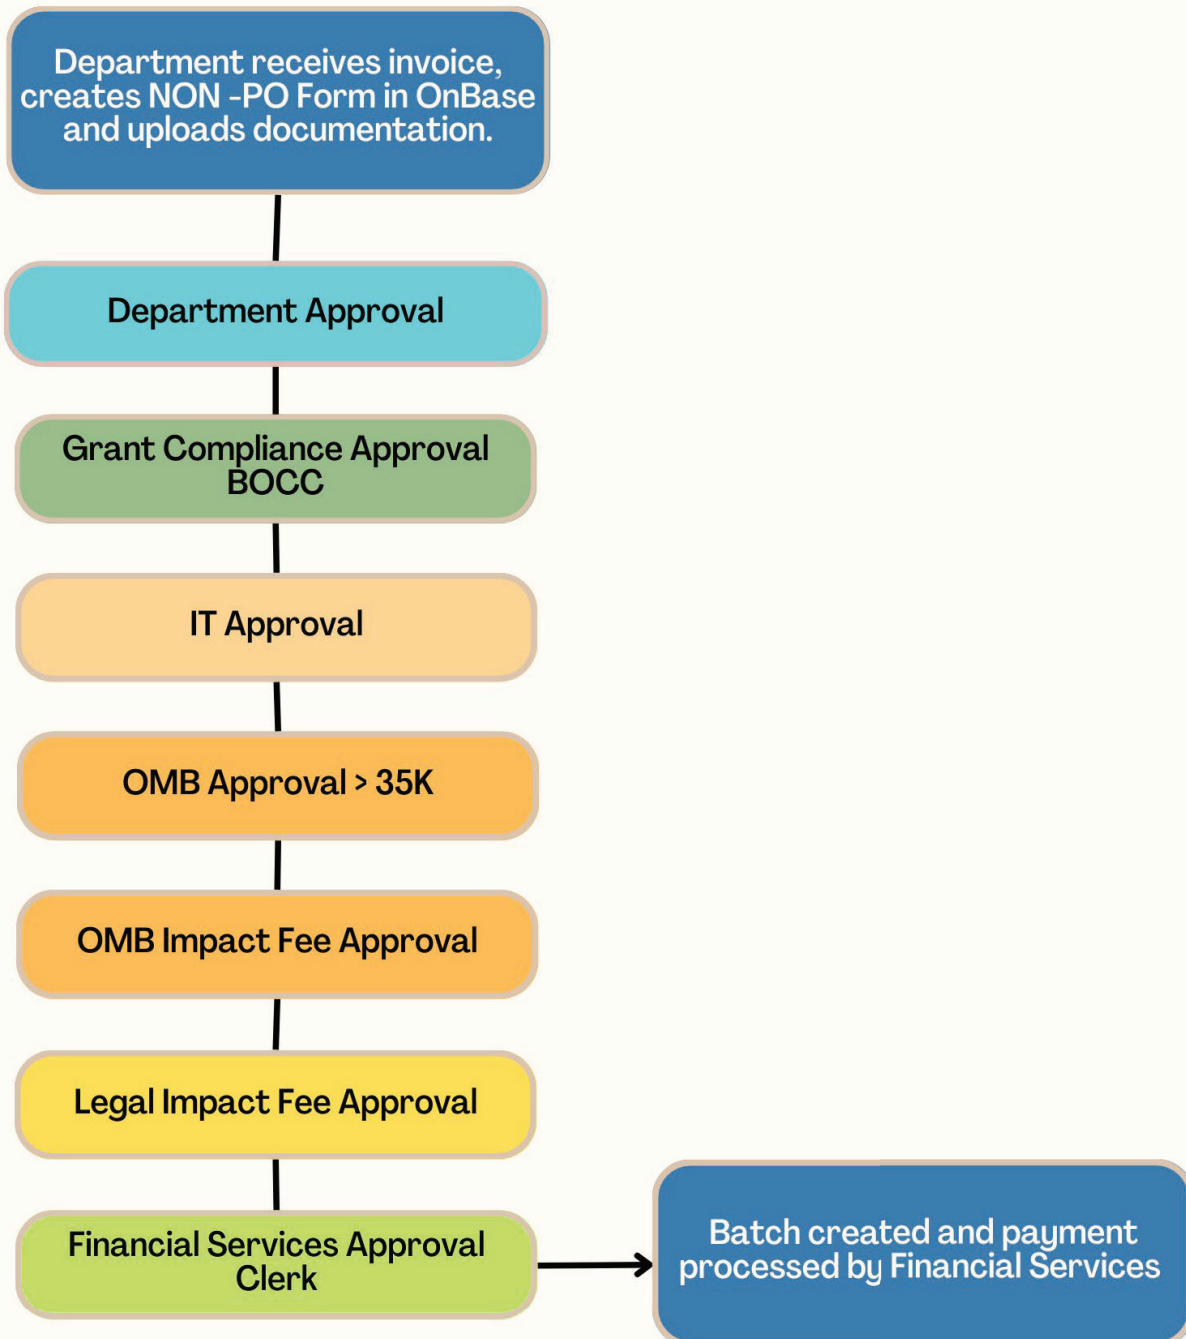 Department receives invoice,
creates NON -PO Form in OnBase
and uploads documentation.
Department Approval
Grant Compliance Approval
BOCC
IT Approval
OMB Approval > 35K
OMB Impact Fee Approval
Legal Impact Fee Approval
Financial Services Approval
Clerk
Batch created and payment
processed by Financial Services